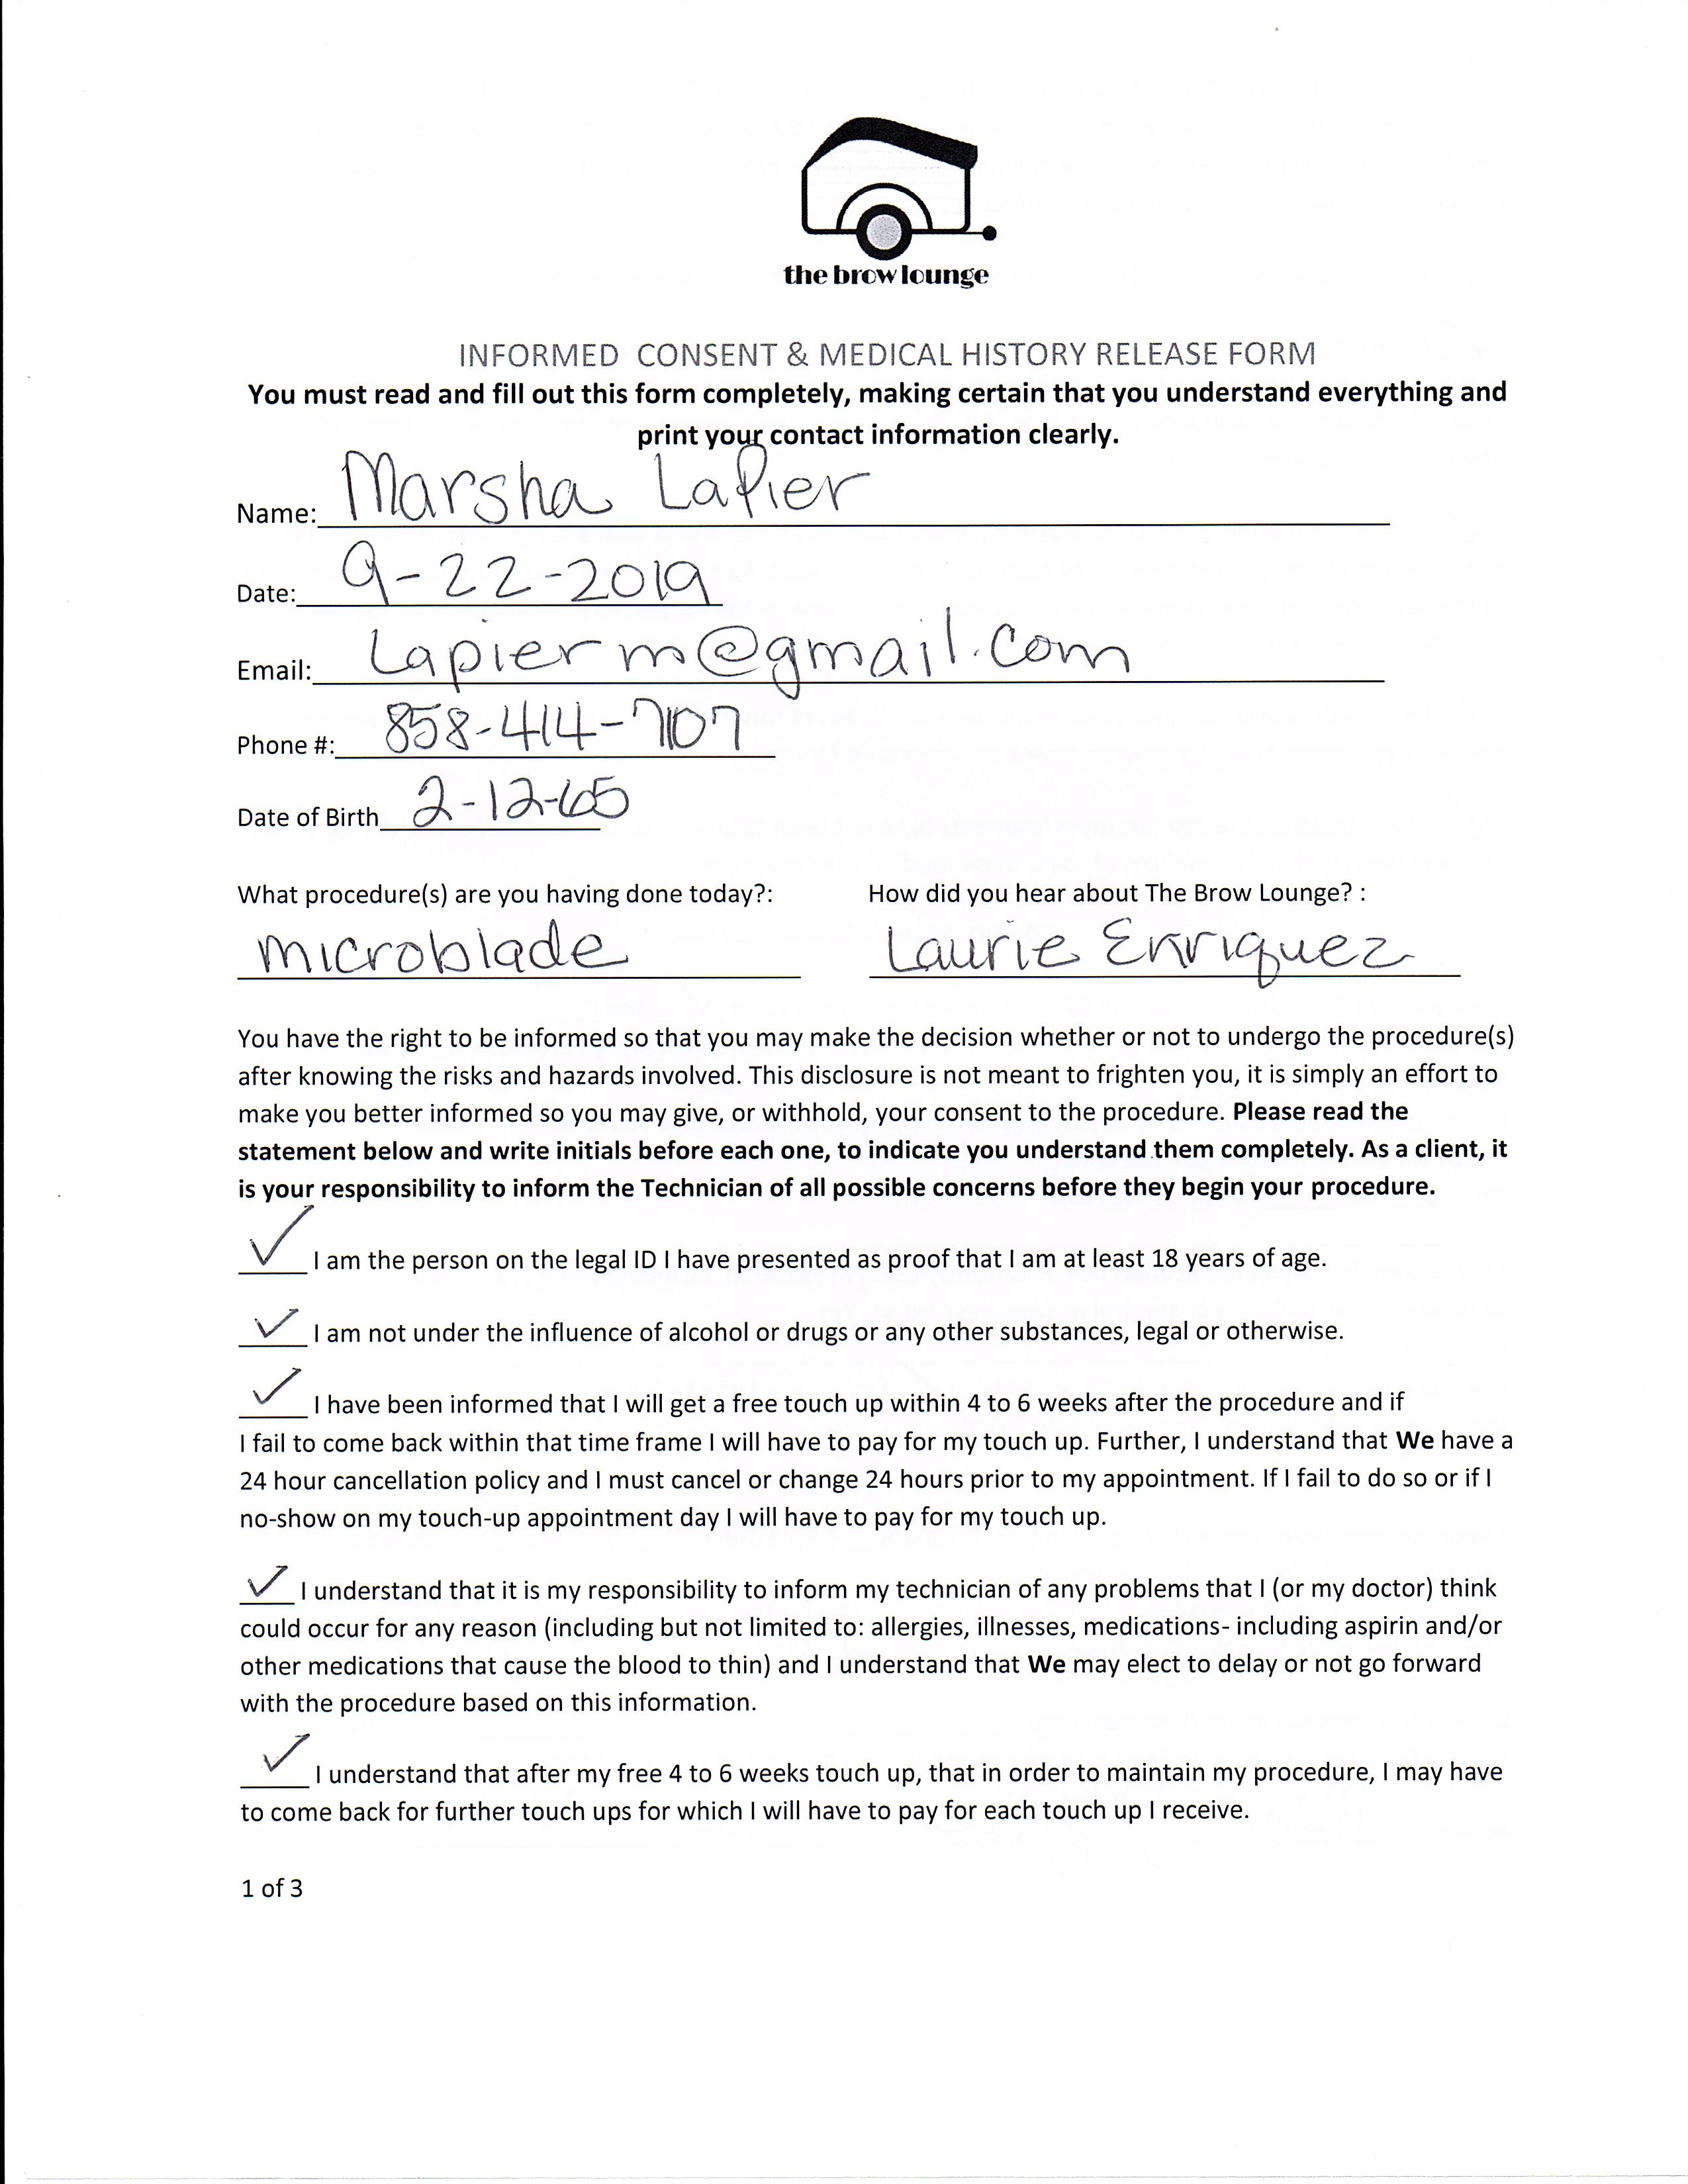 the brow lounge
INFORMED CONSENT & MEDICAL HISTORY RELEASE FORM
You must read and fill out this form completely, making certain that you understand everything and
print your contact information clearly.
Name: Marsha LaPier
Date: 9-22-2019
Email: Lapierm@gmail.com
Phone #: 858-414-7107
Date of Birth 2-12-65
What procedure(s) are you having done today?: How did you hear about The Brow Lounge? :
microblade Laurie Enriquez
You have the right to be informed so that you may make the decision whether or not to undergo the procedure(s)
after knowing the risks and hazards involved. This disclosure is not meant to frighten you, it is simply an effort to
make you better informed so you may give, or withhold, your consent to the procedure. Please read the
statement below and write initials before each one, to indicate you understand them completely. As a client, it
is your responsibility to inform the Technician of all possible concerns before they begin your procedure.
✓ I am the person on the legal ID I have presented as proof that I am at least 18 years of age.
✓ I am not under the influence of alcohol or drugs or any other substances, legal or otherwise.
✓ I have been informed that I will get a free touch up within 4 to 6 weeks after the procedure and if
I fail to come back within that time frame I will have to pay for my touch up. Further, I understand that We have a
24 hour cancellation policy and I must cancel or change 24 hours prior to my appointment. If I fail to do so or if I
no-show on my touch-up appointment day I will have to pay for my touch up.
✓ I understand that it is my responsibility to inform my technician of any problems that I (or my doctor) think
could occur for any reason (including but not limited to: allergies, illnesses, medications- including aspirin and/or
other medications that cause the blood to thin) and I understand that We may elect to delay or not go forward
with the procedure based on this information.
✓ I understand that after my free 4 to 6 weeks touch up, that in order to maintain my procedure, I may have
to come back for further touch ups for which I will have to pay for each touch up I receive.
1 of 3